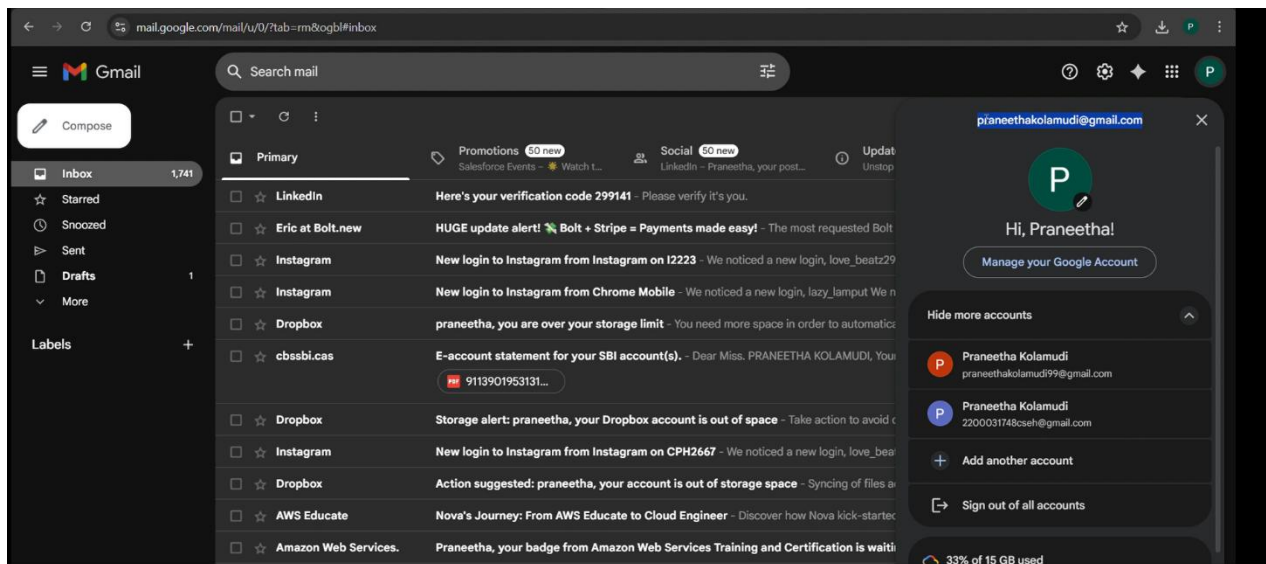 mail.google.com/mail/u/0/?tab=rm&ogbl#inbox
P
Gmail
Search mail
P
Compose
praneethakolamudi@gmail.com
Inbox 1,741
Starred
Snoozed
Sent
Drafts 1
More
Labels
Primary
Promotions 50 new
Salesforce Events - Watch t...
Social 50 new
LinkedIn – Praneetha, your post...
Updat
Unstop
LinkedIn Here's your verification code 299141 - Please verify it's you.
Eric at Bolt.new HUGE update alert! Bolt + Stripe = Payments made easy! - The most requested Bolt
Instagram New login to Instagram from Instagram on I2223 - We noticed a new login, love_beatz29
Instagram New login to Instagram from Chrome Mobile - We noticed a new login, lazy_lamput We n
Dropbox praneetha, you are over your storage limit - You need more space in order to automatica
cbssbi.cas E-account statement for your SBI account(s). - Dear Miss. PRANEETHA KOLAMUDI, You
PDF 9113901953131...
Dropbox Storage alert: praneetha, your Dropbox account is out of space - Take action to avoid
Instagram New login to Instagram from Instagram on CPH2667 - We noticed a new login, love_bea
Dropbox Action suggested: praneetha, your account is out of storage space - Syncing of files a
AWS Educate Nova's Journey: From AWS Educate to Cloud Engineer - Discover how Nova kick-started
Amazon Web Services. Praneetha, your badge from Amazon Web Services Training and Certification is waiti
P
Hi, Praneetha!
Manage your Google Account
Hide more accounts
P
Praneetha Kolamudi
praneethakolamudi99@gmail.com
P
Praneetha Kolamudi
2200031748cseh@gmail.com
Add another account
Sign out of all accounts
33% of 15 GB used